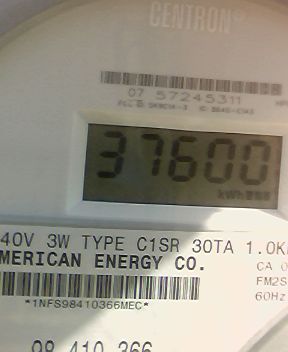 CENTRON®
07 57245311
37600
kWh
40V 3W TYPE C1SR 30TA 1.0K
MERICAN ENERGY CO.
CA 0
FM2S
*1NFS98410366MEC*
60Hz
98 410 366